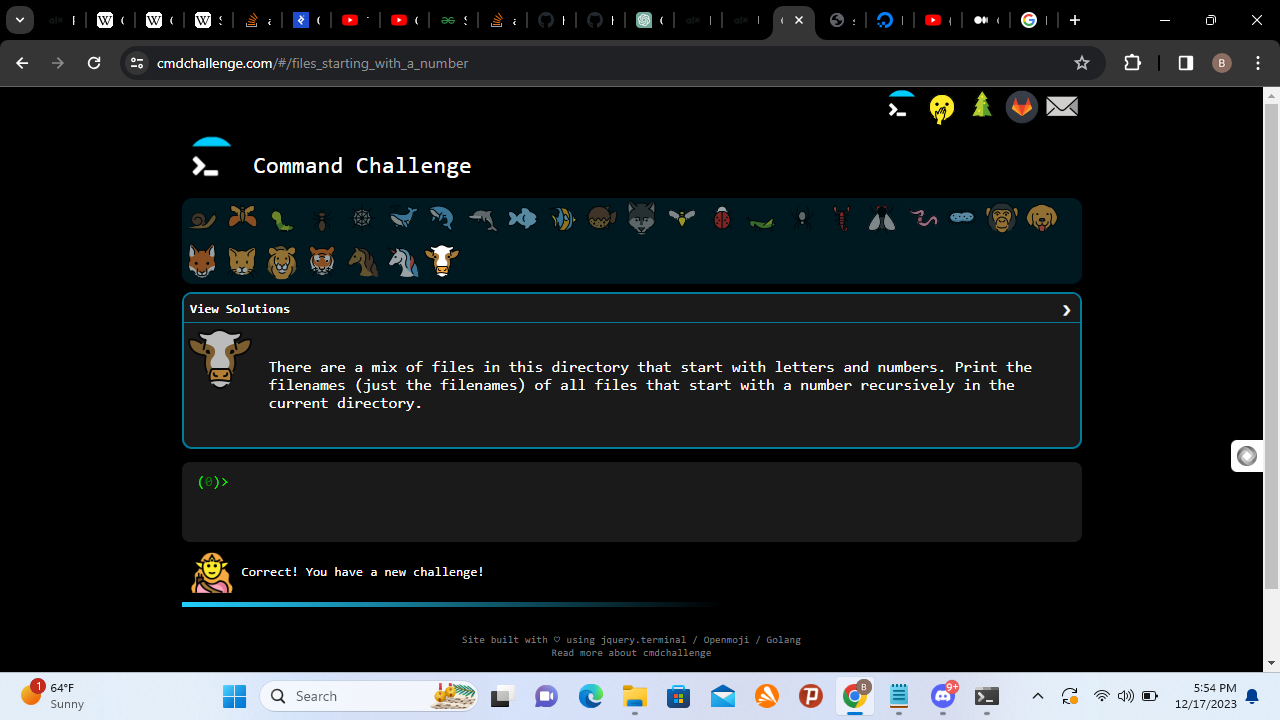 cmdchallenge.com/#/files_starting_with_a_number
B
Command Challenge
View Solutions
There are a mix of files in this directory that start with letters and numbers. Print the
filenames (just the filenames) of all files that start with a number recursively in the
current directory.
(0)>
Correct! You have a new challenge!
Site built with ♡ using jquery.terminal / Openmoji / Golang
Read more about cmdchallenge
1
64°F
Sunny
Search
B
9+
5:54 PM
12/17/2023